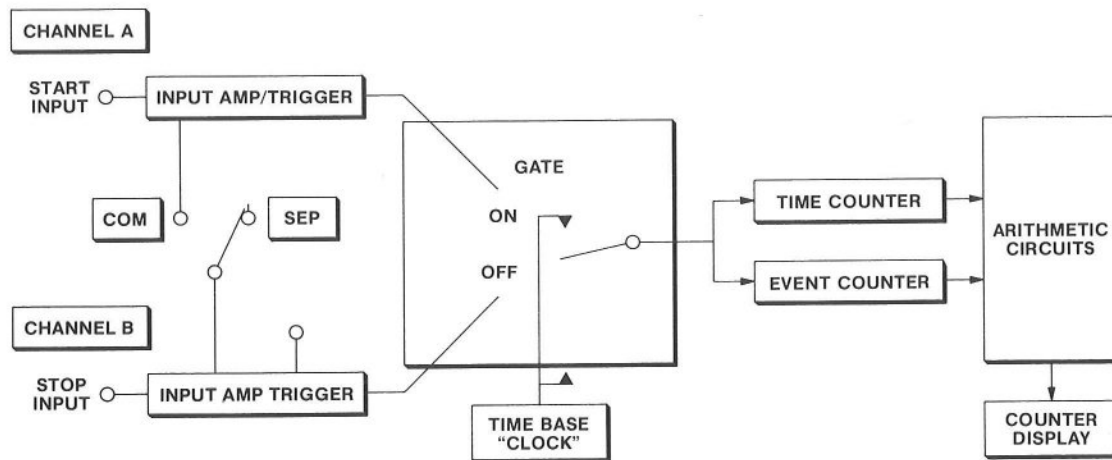 CHANNEL A
START
INPUT
INPUT AMP/TRIGGER
COM
SEP
CHANNEL B
STOP
INPUT
INPUT AMP TRIGGER
GATE
ON
OFF
TIME BASE
“CLOCK”
TIME COUNTER
EVENT COUNTER
ARITHMETIC
CIRCUITS
COUNTER
DISPLAY